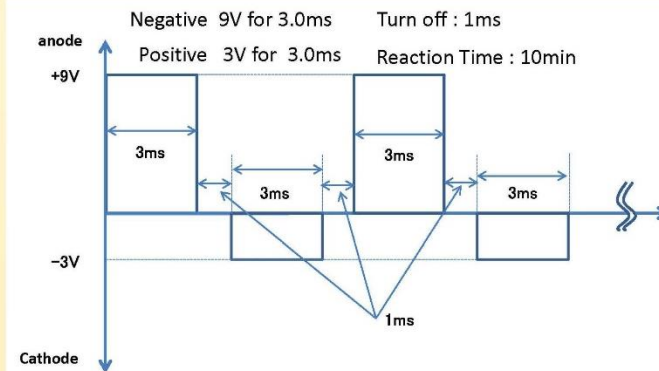 Negative 9V for 3.0ms Turn off : 1ms
Positive 3V for 3.0ms Reaction Time : 10min
anode
+9V
3ms
3ms
3ms
3ms
−3V
1ms
Cathode